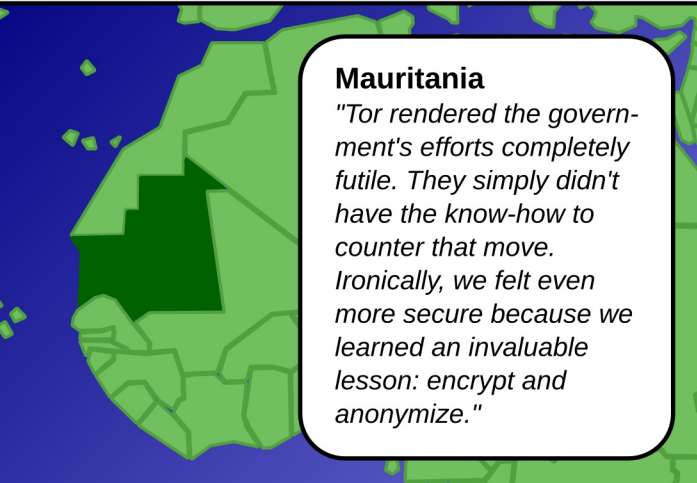 Mauritania
"Tor rendered the govern-
ment's efforts completely
futile. They simply didn't
have the know-how to
counter that move.
Ironically, we felt even
more secure because we
learned an invaluable
lesson: encrypt and
anonymize."